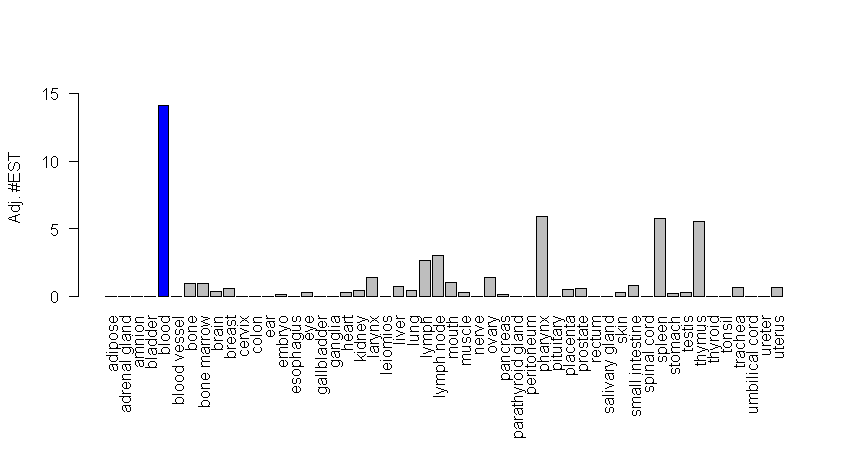 15
10
5
0
Adj. #EST
adipose
adrenal gland
amnion
bladder
blood
blood vessel
bone
bone marrow
brain
breast
cervix
colon
ear
embryo
esophagus
eye
gallbladder
ganglia
heart
kidney
larynx
leiomios
liver
lung
lymph
lymph node
mouth
muscle
nerve
ovary
pancreas
parathyroid gland
peritoneum
pharynx
pituitary
placenta
prostate
rectum
salivary gland
skin
small intestine
spinal cord
spleen
stomach
testis
thymus
thyroid
tonsil
trachea
umbilical cord
ureter
uterus